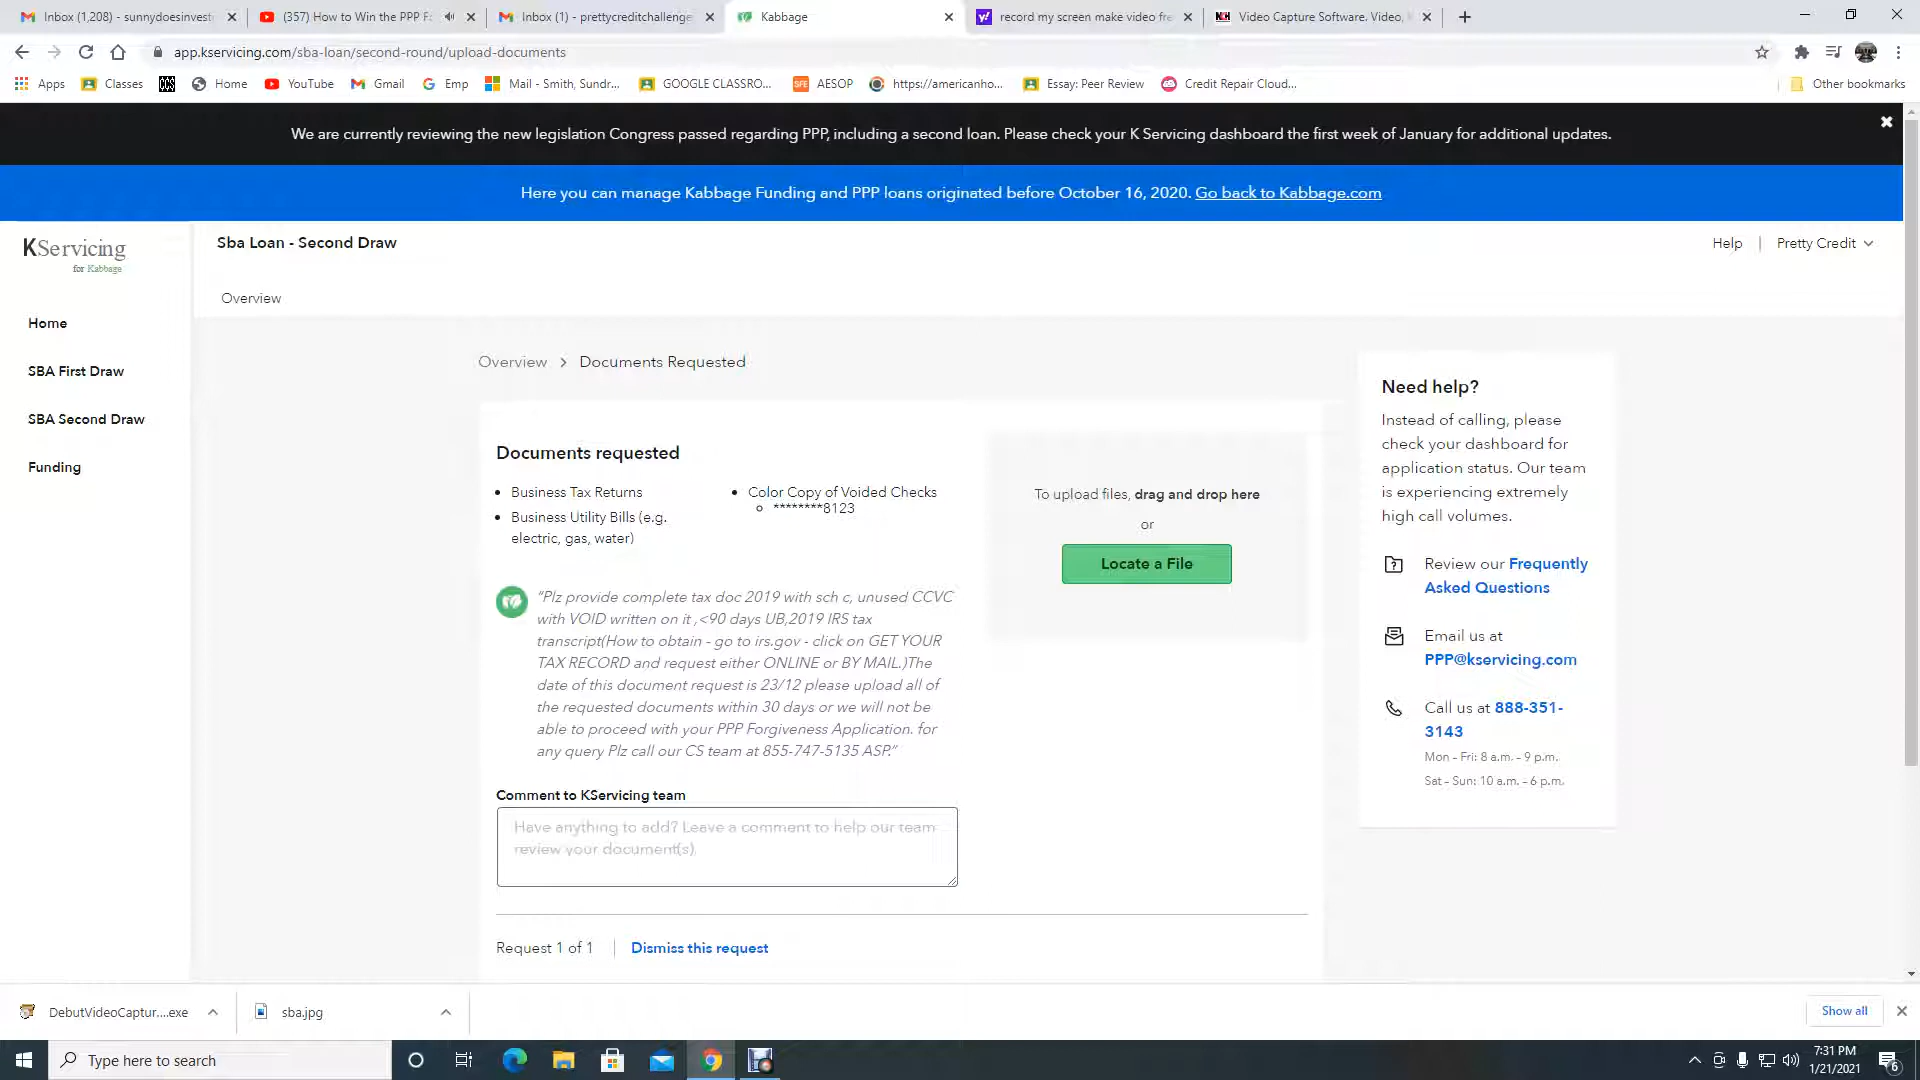 Inbox (1,208) - sunnydoesinvest
(357) How to Win the PPP F
Inbox (1) - prettycreditchallenge
Kabbage
record my screen make video fre
Video Capture Software. Video,
app.kservicing.com/sba-loan/second-round/upload-documents
Apps
Classes
CCS
Home
YouTube
Gmail
Emp
Mail - Smith, Sundr...
GOOGLE CLASSRO...
SFE
AESOP
https://americanho...
Essay: Peer Review
Credit Repair Cloud...
Other bookmarks
We are currently reviewing the new legislation Congress passed regarding PPP, including a second loan. Please check your K Servicing dashboard the first week of January for additional updates.
Here you can manage Kabbage Funding and PPP loans originated before October 16, 2020. Go back to Kabbage.com
KServicing
for Kabbage
Sba Loan - Second Draw
Help
Pretty Credit
Overview
Home
SBA First Draw
SBA Second Draw
Funding
Overview > Documents Requested
Documents requested
• Business Tax Returns
• Business Utility Bills (e.g.
electric, gas, water)
• Color Copy of Voided Checks
********8123
"Plz provide complete tax doc 2019 with sch c, unused CCVC
with VOID written on it ,<90 days UB,2019 IRS tax
transcript(How to obtain - go to irs.gov - click on GET YOUR
TAX RECORD and request either ONLINE or BY MAIL.)The
date of this document request is 23/12 please upload all of
the requested documents within 30 days or we will not be
able to proceed with your PPP Forgiveness Application. for
any query Plz call our CS team at 855-747-5135 ASP."
Comment to KServicing team
Have anything to add? Leave a comment to help our team
review your document(s).
Request 1 of 1
Dismiss this request
To upload files, drag and drop here
or
Locate a File
Need help?
Instead of calling, please
check your dashboard for
application status. Our team
is experiencing extremely
high call volumes.
Review our Frequently
Asked Questions
Email us at
PPP@kservicing.com
Call us at 888-351-
3143
Mon - Fri: 8 a.m. - 9 p.m.
Sat - Sun: 10 a.m. - 6 p.m.
DebutVideoCaptur....exe
sba.jpg
Show all
Type here to search
7:31 PM
1/21/2021
6